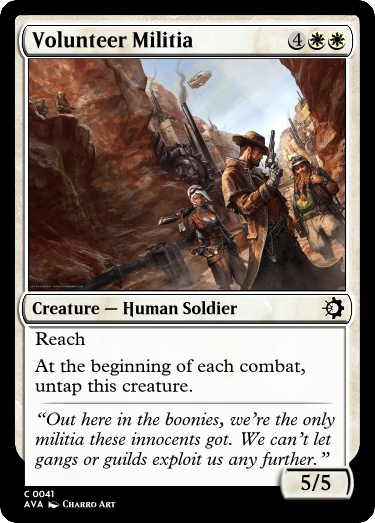 Volunteer Militia 4
Creature — Human Soldier
Reach
At the beginning of each combat,
untap this creature.
“Out here in the boonies, we’re the only
militia these innocents got. We can’t let
gangs or guilds exploit us any further.”
5/5
C 0041
AVA Charro Art